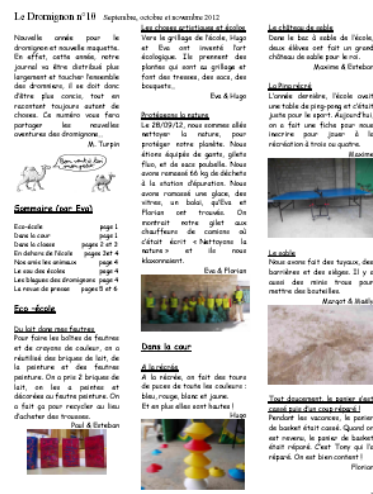 Le Dromignon n°10 Septembre, octobre et novembre 2012
Nouvelle année pour le
dromignon et nouvelle maquette.
En effet, cette année, notre
journal va être distribué plus
largement et toucher l'ensemble
des dromniers, il se doit donc
d'être plus concis, tout en
racontant toujours autant de
choses. Ce numéro vous fera
partager les nouvelles
aventures des dromignons...
M. Turpin
Sommaire (par Eva)
Eco-école page 1
Dans la cour page 1
Dans la classe pages 2 et 3
En dehors de l'école pages 3et 4
Nos amis les animaux page 4
Le eau des écoles page 4
Les blagues des dromignons page 4
La revue de presse pages 5 et 6
Eco -école
Du lait dans mes feutres
Pour faire les boîtes de feutres
et de crayons de couleur, on a
réutilisé des briques de lait, de
la peinture et des feutres
peinture. On a pris 2 briques de
lait, on les a peintes et
décorées au feutre peinture. On
a fait ça pour recycler au lieu
d'acheter des trousses.
Paul & Esteban
Les choses artistiques et écolos
Vers le grillage de l'école, Hugo
et Eva ont inventé l'art
écologique. Ils prennent des
plantes qui sont au grillage et
font des tresses, des sacs, des
bouquets,,
Eva & Hugo
Protégeons la nature
Le 28/09/12, nous sommes allés
nettoyer la nature, pour
protéger notre planète. Nous
étions équipés de gants, gilets
fluo, et de sacs poubelle. Nous
avons ramassé 66 kg de déchets
à la station d'épuration. Nous
avons ramassé une glace, des
vitres, un balai, qu'Eva et
Florian ont trouvés. On
montrait notre gilet aux
chauffeurs de camions où
c'était écrit « Nettoyons la
nature » et ils nous
klaxonnaient.
Eva & Florian
Dans la cour
A la récrée
A la récrée, on fait des tours
de puces de toute les couleurs :
bleu, rouge, blanc et jaune.
Et en plus elles sont hautes !
Hugo
Le château de sable
Dans le bac à sable de l'école,
deux élèves ont fait un grand
château de sable pour le roi.
Maxime & Esteban
La Ping récré
L'année dernière, l'école avait
une table de ping-pong et c'était
juste pour le sport. Aujourd'hui,
on a fait une fiche pour nous
inscrire pour jouer à la
récréation à trois ou quatre.
Maxime
Le sable
Nous avons fait des tuyaux, des
barrières et des sièges. Il y a
aussi des minis trous pour
mettre des bouteilles.
Margot & Maëly
Tout doucement, le panier s'est
cassé puis d'un coup réparé !
Pendant les vacances, le panier
de basket était cassé. Quand on
est revenu, le panier de basket
était réparé. C'est Tony qui l'a
réparé. On est bien content !
Florian